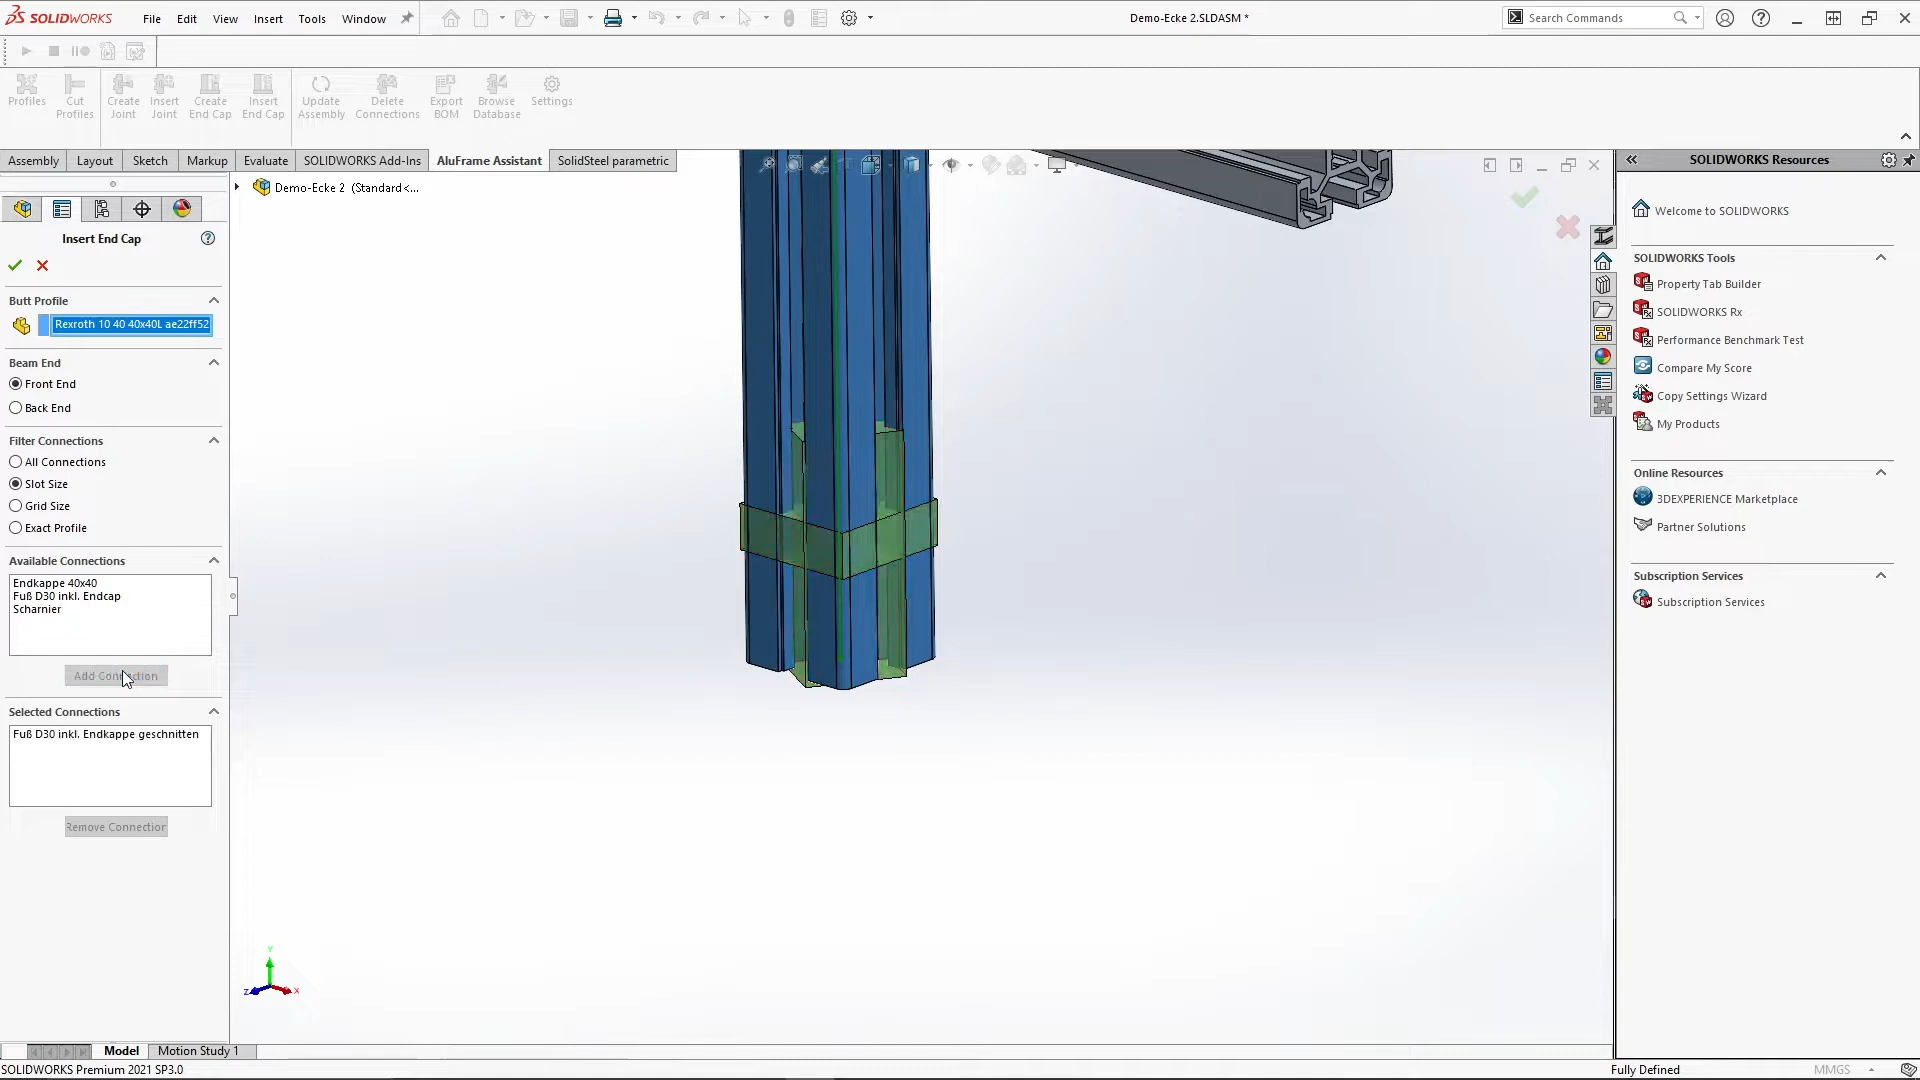 SOLIDWORKS File Edit View Insert Tools Window Demo-Ecke 2.SLDASM * Search Commands
Profiles Cut Profiles Create Joint Insert Joint Create End Cap Insert End Cap Update Assembly Delete Connections Export BOM Browse Database Settings
Assembly Layout Sketch Markup Evaluate SOLIDWORKS Add-Ins AluFrame Assistant SolidSteel parametric
Demo-Ecke 2 (Standard<...
Insert End Cap
Butt Profile
Rexroth 10 40 40x40L ae22ff52
Beam End
Front End
Back End
Filter Connections
All Connections
Slot Size
Grid Size
Exact Profile
Available Connections
Endkappe 40x40
Fuß D30 inkl. Endcap
Scharnier
Add Connection
Selected Connections
Fuß D30 inkl. Endkappe geschnitten
Remove Connection
Y
Z
X
SOLIDWORKS Resources
Welcome to SOLIDWORKS
SOLIDWORKS Tools
Property Tab Builder
SOLIDWORKS Rx
Performance Benchmark Test
Compare My Score
Copy Settings Wizard
My Products
Online Resources
3DEXPERIENCE Marketplace
Partner Solutions
Subscription Services
Subscription Services
Model Motion Study 1
SOLIDWORKS Premium 2021 SP3.0 Fully Defined MMGS